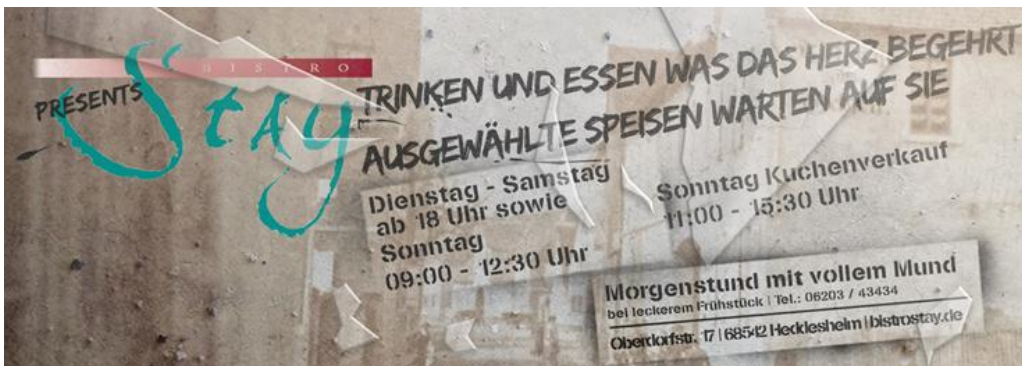 BISTRO
PRESENTS
Stay
TRINKEN UND ESSEN WAS DAS HERZ BEGEHRT
AUSGEWÄHLTE SPEISEN WARTEN AUF SIE
Dienstag - Samstag
ab 18 Uhr sowie
Sonntag
09:00 - 12:30 Uhr
Sonntag Kuchenverkauf
11:00 - 15:30 Uhr
Morgenstund mit vollem Mund
bei leckerem Frühstück | Tel.: 06203 / 43434
Oberdorfstr. 17 | 68542 Hecklesheim | bistrostay.de